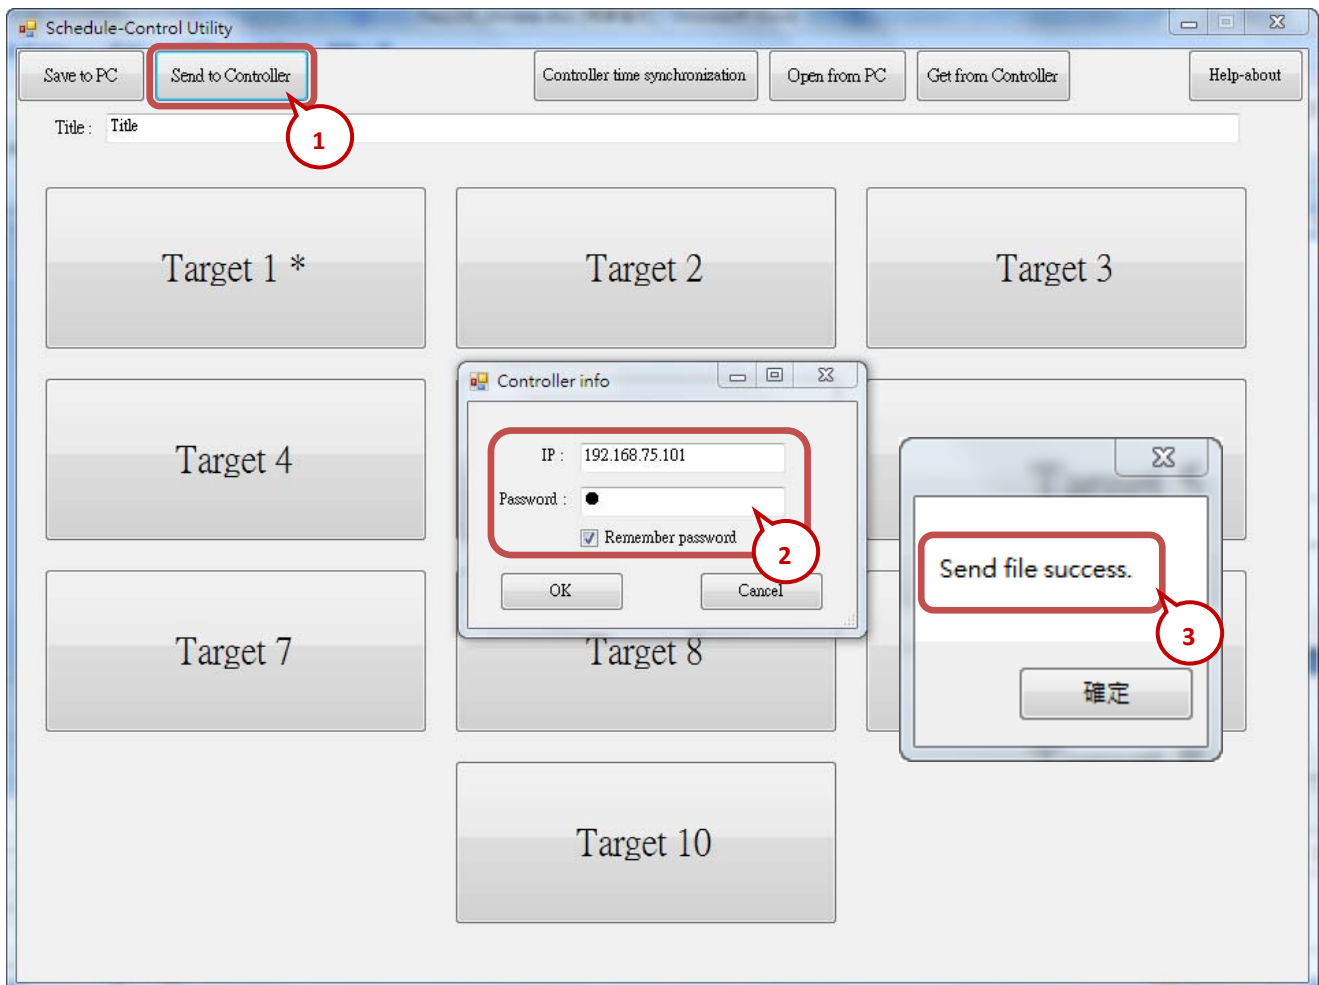 Schedule-Control Utility
Save to PC
Send to Controller
Controller time synchronization
Open from PC
Get from Controller
Help-about
1
Title :
Title
Target 1 *
Target 2
Target 3
Controller info
Target 4
IP :
192.168.75.101
Password :
●
Remember password
2
OK
Cancel
Send file success.
3
確定
Target 7
Target 8
Target 10